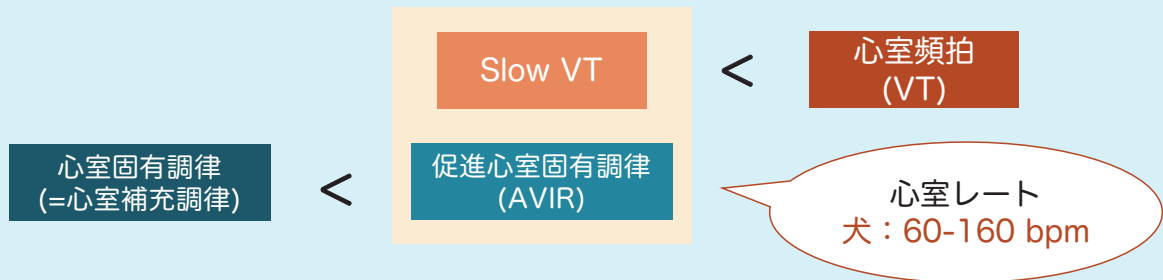 Slow VT
<
心室頻拍
(VT)
心室固有調律
(=心室補充調律)
<
促進心室固有調律
(AVIR)
心室レート
犬：60-160 bpm